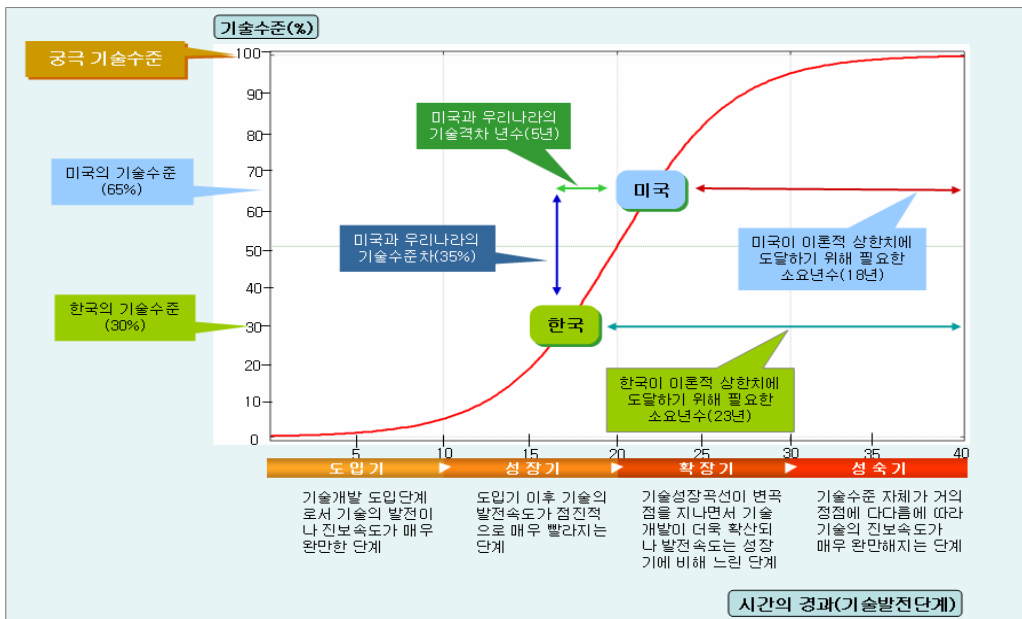 기술수준(%)
궁극 기술수준
100
90
80
70
60
50
40
30
20
10
0
미국과 우리나라의
기술격차 년수(5년)
미국의 기술수준
(65%)
미국
미국과 우리나라의
기술수준차(35%)
미국이 이론적 상한치에
도달하기 위해 필요한
소요년수(18년)
한국의 기술수준
(30%)
한국
한국이 이론적 상한치에
도달하기 위해 필요한
소요년수(23년)
5
10
15
20
25
30
35
40
도입기
성장기
확장기
성숙기
기술개발 도입단계
로서 기술의 발전이
나 진보속도가 매우
완만한 단계
도입기 이후 기술의
발전속도가 점진적
으로 매우 빨라지는
단계
기술성장곡선이 변곡
점을 지나면서 기술
개발이 더욱 확산되
나 발전속도는 성장
기에 비해 느린 단계
기술수준 자체가 거의
정점에 다다름에 따라
기술의 진보속도가
매우 완만해지는 단계
시간의 경과(기술발전단계)